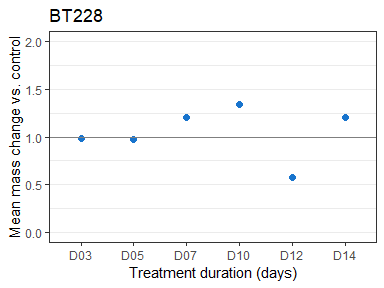 BT228
Mean mass change vs. control
2.0
1.5
1.0
0.5
0.0
D03 D05 D07 D10 D12 D14
Treatment duration (days)